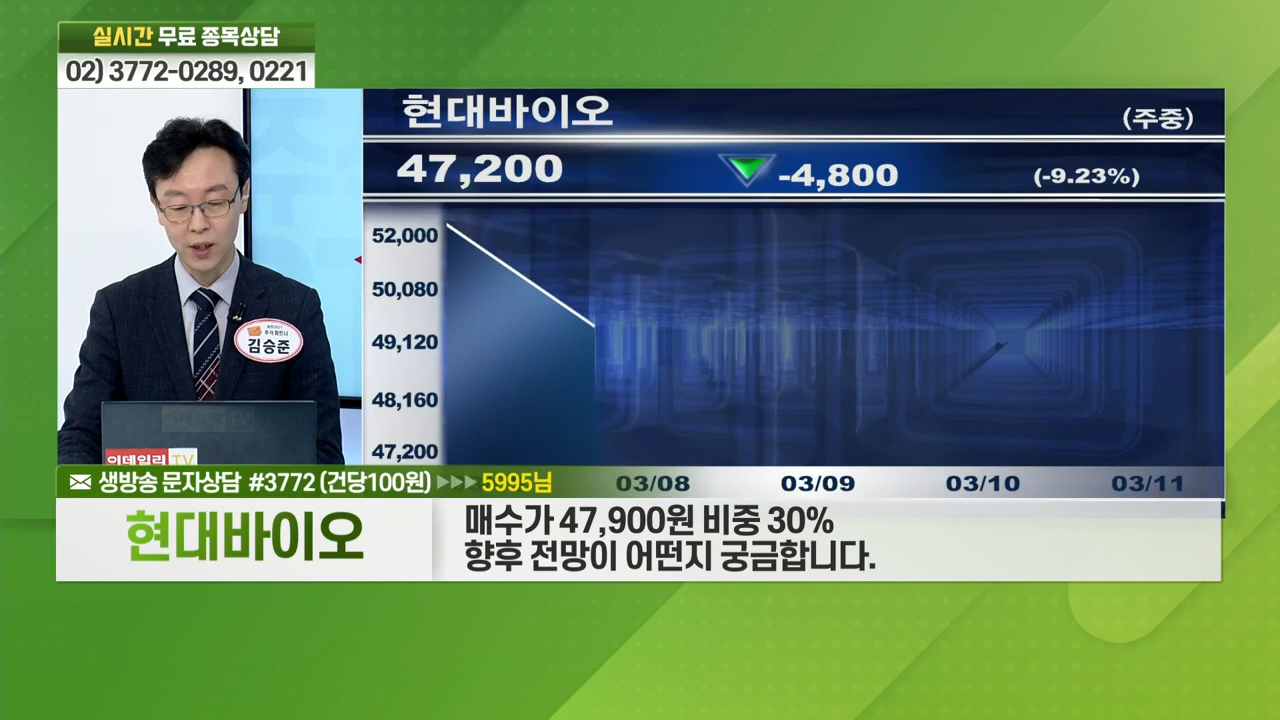 실시간 무료 종목상담
02) 3772-0289, 0221
현대바이오
(주중)
47,200
-4,800
(-9.23%)
52,000
50,080
49,120
48,160
47,200
03/08
03/09
03/10
03/11
김승준
이데일리 TV
생방송 문자상담 #3772 (건당100원) ▶▶▶ 5995님
현대바이오
매수가 47,900원 비중 30%
향후 전망이 어떤지 궁금합니다.